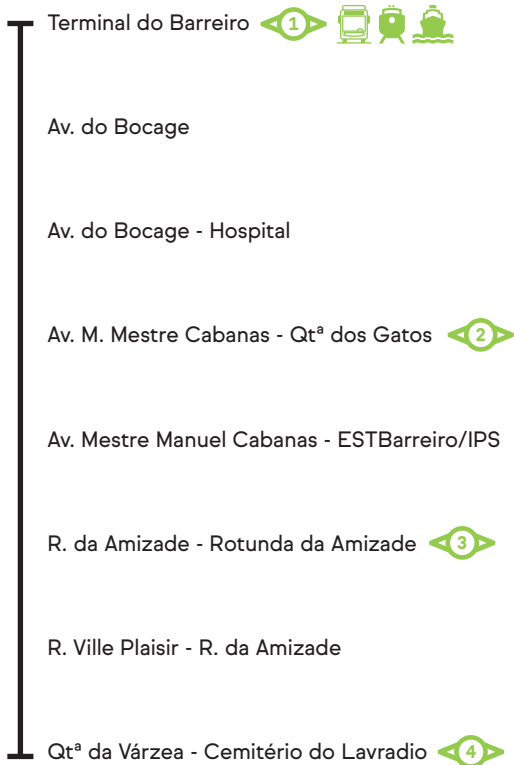 Terminal do Barreiro 1
Av. do Bocage
Av. do Bocage - Hospital
Av. M. Mestre Cabanas - Qtª dos Gatos 2
Av. Mestre Manuel Cabanas - ESTBarreiro/IPS
R. da Amizade - Rotunda da Amizade 3
R. Ville Plaisir - R. da Amizade
Qtª da Várzea - Cemitério do Lavradio 4